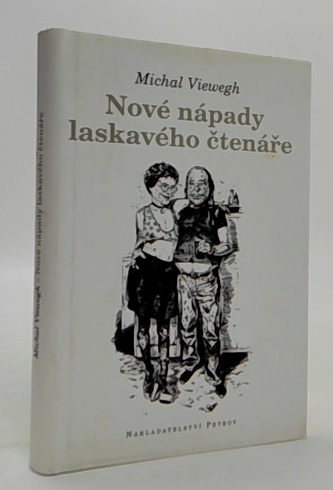 Michal Viewegh
Nové nápady
laskavého čtenáře
Nakladatelství Petrov
Michal Viewegh – Nové nápady laskavého čtenáře